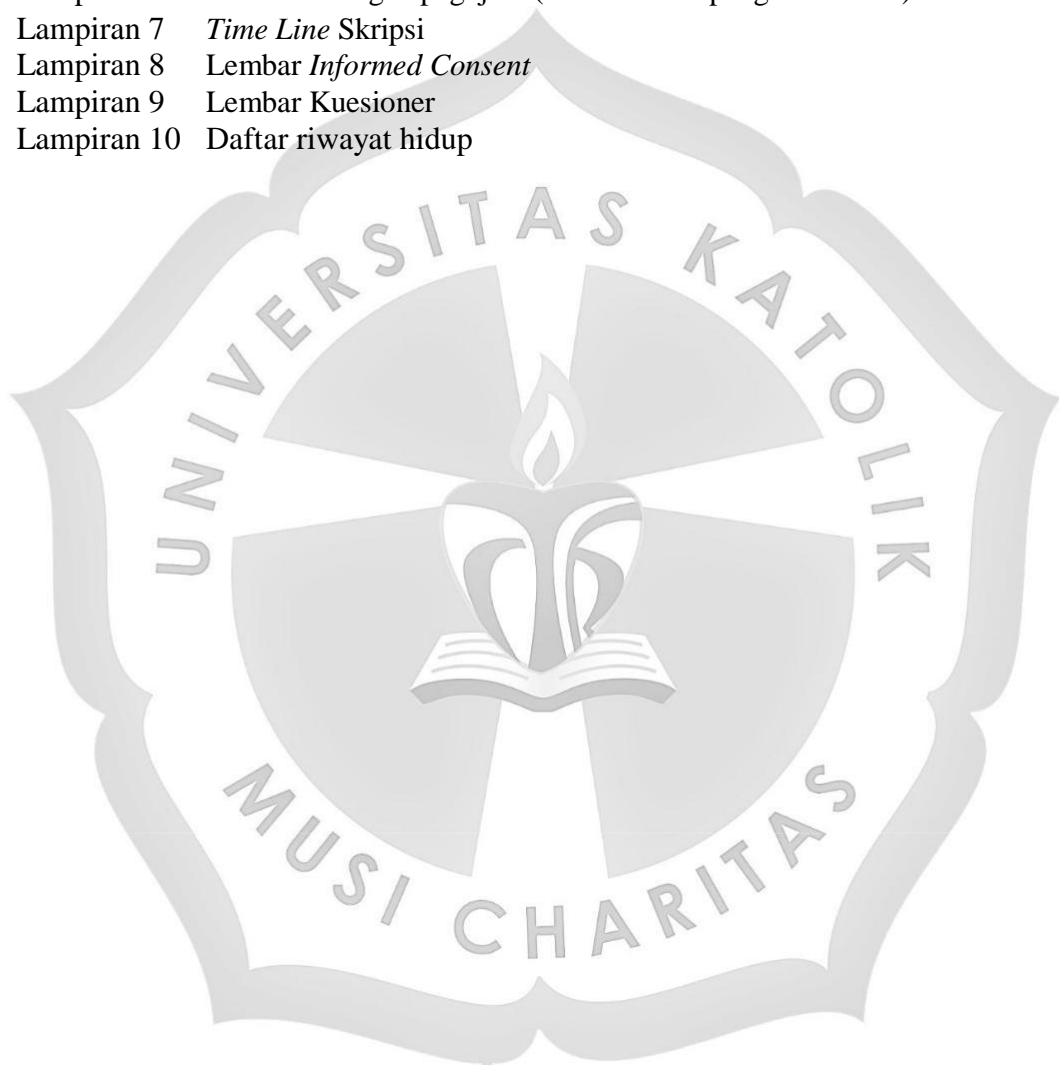 Lampiran 7 Time Line Skripsi
Lampiran 8 Lembar Informed Consent
Lampiran 9 Lembar Kuesioner
Lampiran 10 Daftar riwayat hidup
UNIVERSITAS KATOLIK
MUSI CHARITAS